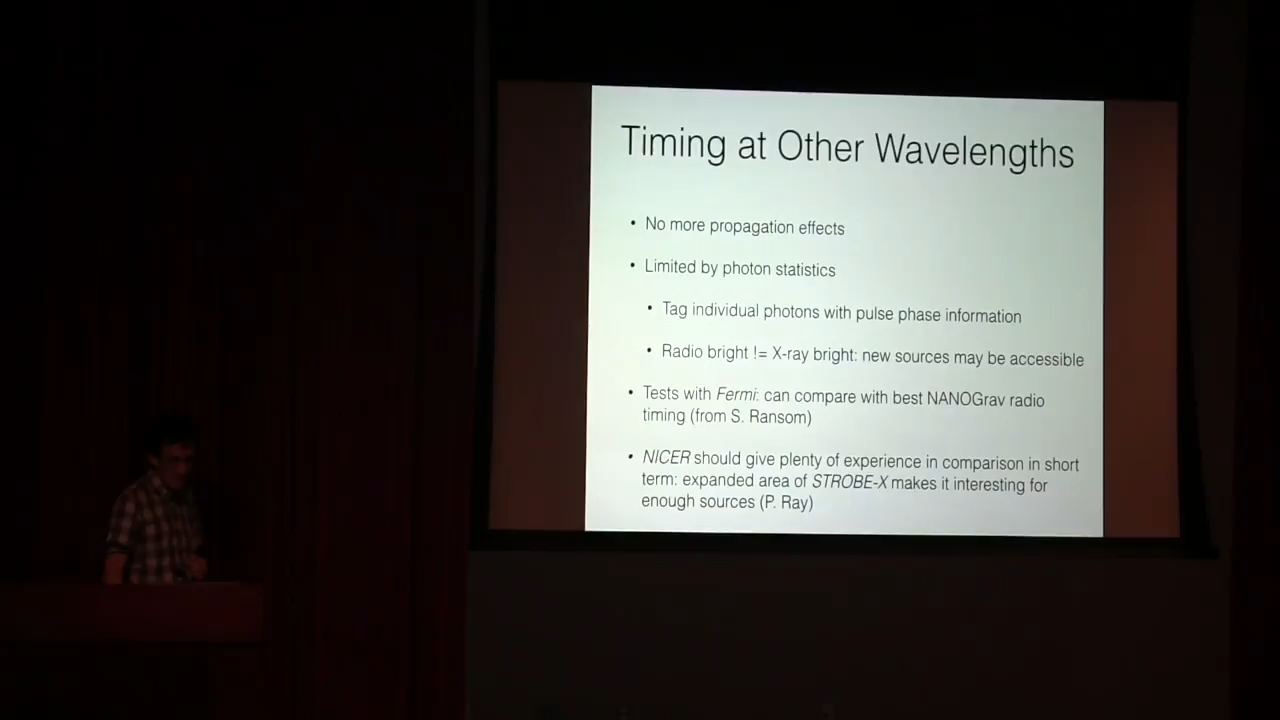 Timing at Other Wavelengths
• No more propagation effects
• Limited by photon statistics
• Tag individual photons with pulse phase information
• Radio bright != X-ray bright: new sources may be accessible
• Tests with Fermi: can compare with best NANOGrav radio
timing (from S. Ransom)
• NICER should give plenty of experience in comparison in short
term: expanded area of STROBE-X makes it interesting for
enough sources (P. Ray)